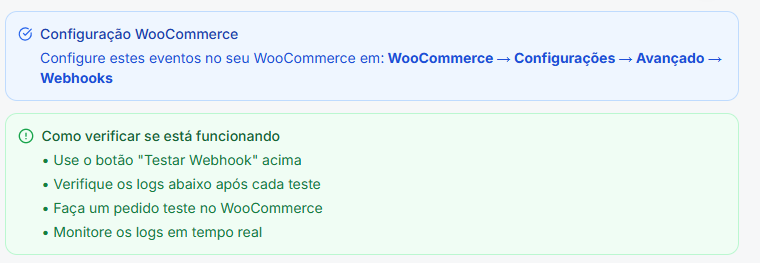 Configuração WooCommerce
Configure estes eventos no seu WooCommerce em: WooCommerce → Configurações → Avançado →
Webhooks
Como verificar se está funcionando
• Use o botão "Testar Webhook" acima
• Verifique os logs abaixo após cada teste
• Faça um pedido teste no WooCommerce
• Monitore os logs em tempo real